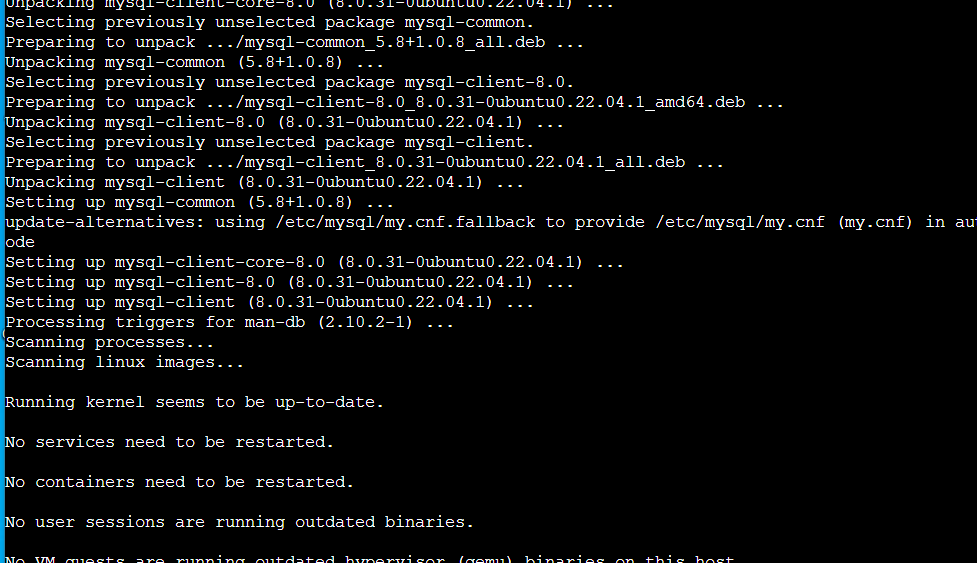 Unpacking mysql-client-core-8.0 (8.0.31-0ubuntu0.22.04.1) ...
Selecting previously unselected package mysql-common.
Preparing to unpack .../mysql-common_5.8+1.0.8_all.deb ...
Unpacking mysql-common (5.8+1.0.8) ...
Selecting previously unselected package mysql-client-8.0.
Preparing to unpack .../mysql-client-8.0_8.0.31-0ubuntu0.22.04.1_amd64.deb ...
Unpacking mysql-client-8.0 (8.0.31-0ubuntu0.22.04.1) ...
Selecting previously unselected package mysql-client.
Preparing to unpack .../mysql-client_8.0.31-0ubuntu0.22.04.1_all.deb ...
Unpacking mysql-client (8.0.31-0ubuntu0.22.04.1) ...
Setting up mysql-common (5.8+1.0.8) ...
update-alternatives: using /etc/mysql/my.cnf.fallback to provide /etc/mysql/my.cnf (my.cnf) in au
ode
Setting up mysql-client-core-8.0 (8.0.31-0ubuntu0.22.04.1) ...
Setting up mysql-client-8.0 (8.0.31-0ubuntu0.22.04.1) ...
Setting up mysql-client (8.0.31-0ubuntu0.22.04.1) ...
Processing triggers for man-db (2.10.2-1) ...
Scanning processes...
Scanning linux images...
Running kernel seems to be up-to-date.
No services need to be restarted.
No containers need to be restarted.
No user sessions are running outdated binaries.
No VM guests are running outdated hypervisor (qemu) binaries on this host.